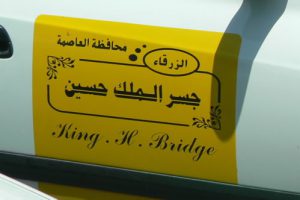 محافظة العاصمة
الزرقاء
جسر الملك حسين
King . H . Bridge